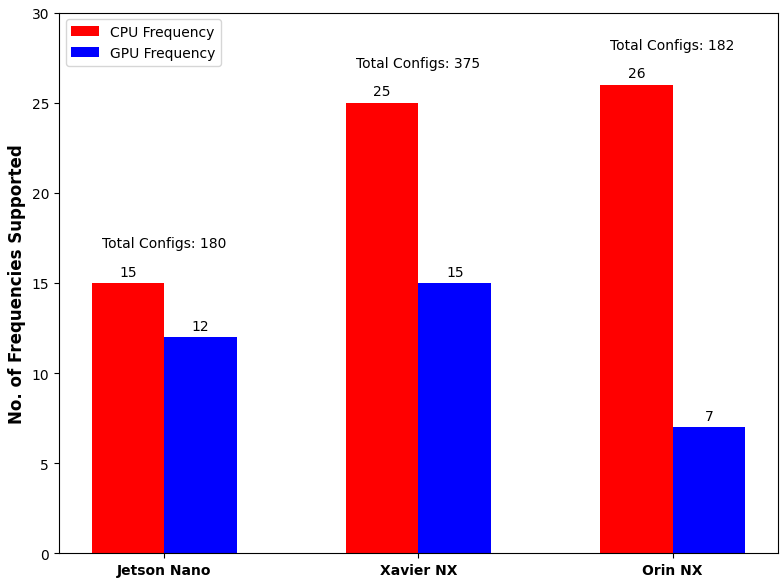 CPU Frequency
GPU Frequency
Total Configs: 180
Total Configs: 375
Total Configs: 182
15
12
25
15
26
7
No. of Frequencies Supported
30
25
20
15
10
5
0
Jetson Nano
Xavier NX
Orin NX